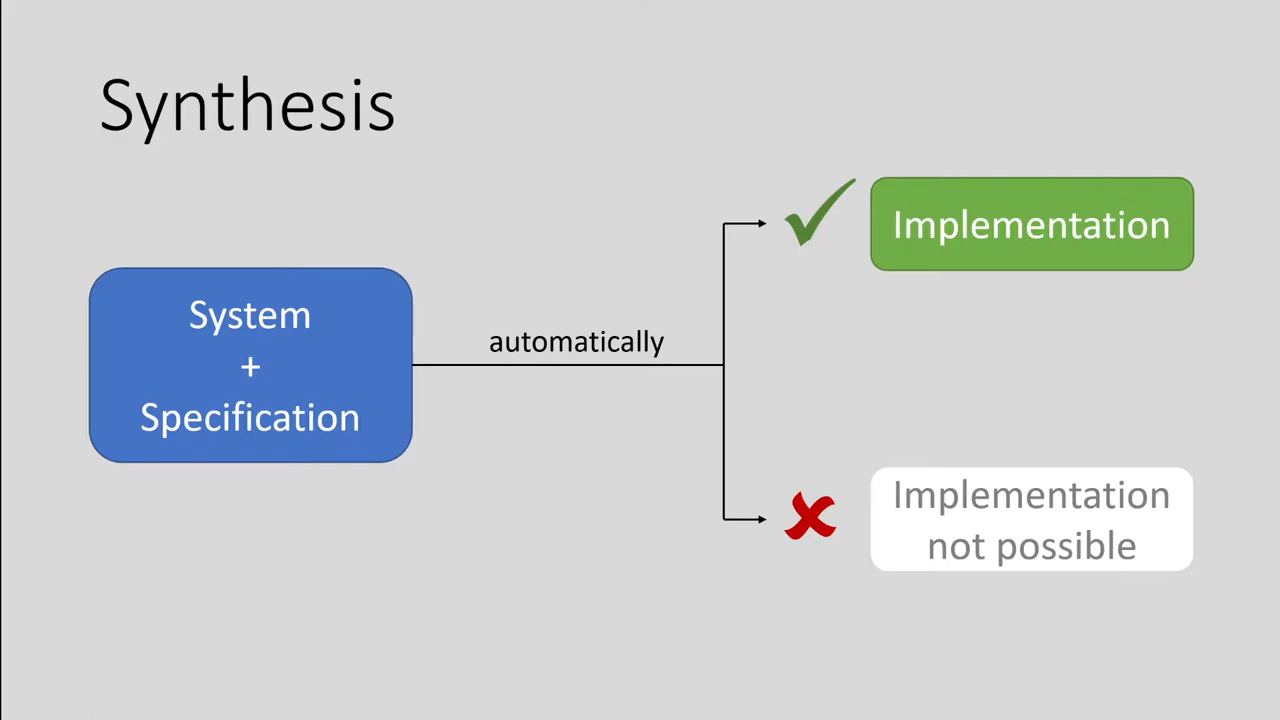 Synthesis
System
+
Specification
automatically
Implementation
Implementation
not possible